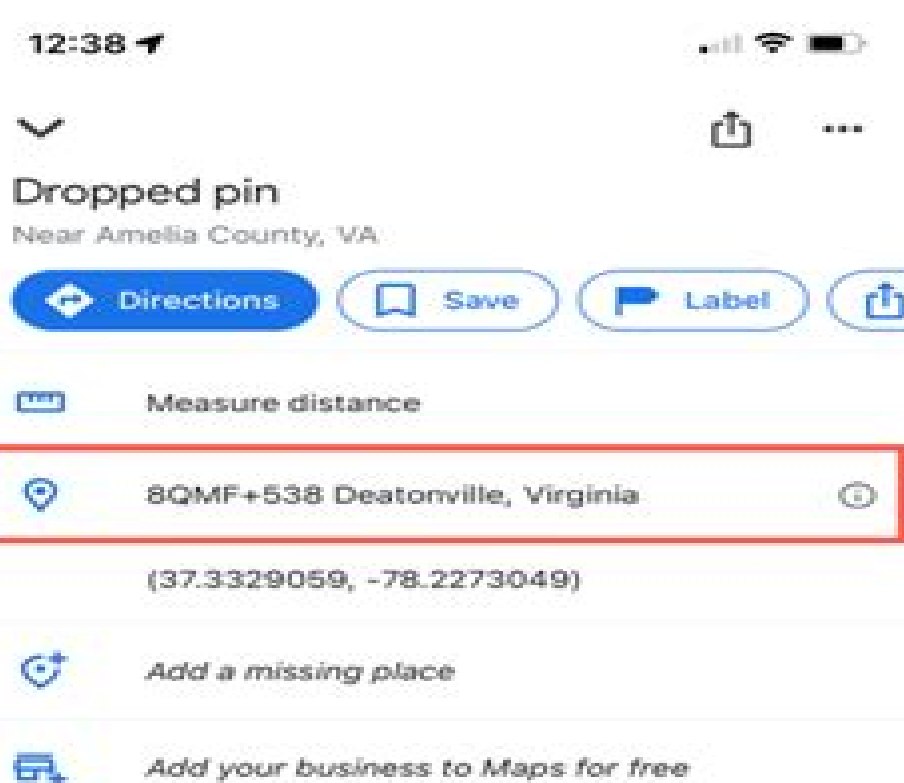 12:38
Dropped pin
Near Amelia County, VA
Directions Save Label
Measure distance
8QMF+538 Deatonville, Virginia
(37.3329059, -78.2273049)
Add a missing place
Add your business to Maps for free